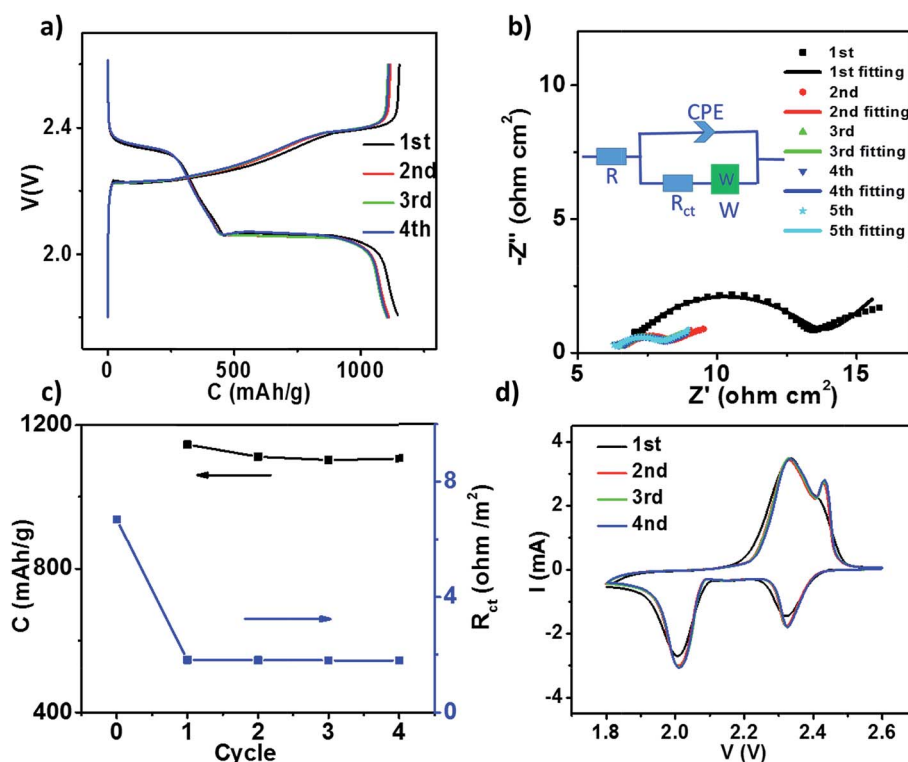 a)
V(V)
2.4
2.0
1st
2nd
3rd
4th
0
500
1000
C (mAh/g)
b)
-Z'' (ohm cm²)
10
5
0
5
10
15
Z' (ohm cm²)
1st
1st fitting
2nd
2nd fitting
3rd
3rd fitting
4th
4th fitting
5th
5th fitting
CPE
R
Rct
W
W
c)
C (mAh/g)
1200
800
400
8
4
0
Rct (ohm /m²)
0
1
2
3
4
Cycle
d)
I (mA)
4
2
0
-2
-4
1st
2nd
3rd
4nd
1.8
2.0
2.2
2.4
2.6
V (V)